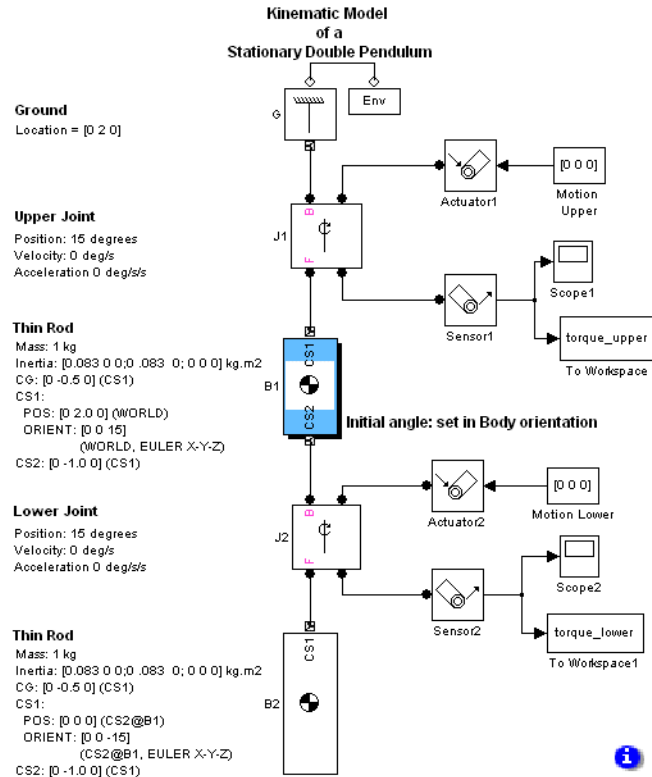 Kinematic Model
of a
Stationary Double Pendulum
Env
G
Ground
Location = [0 2 0]
[0 0 0]
Actuator1
Motion
Upper
Upper Joint
Position: 15 degrees
Velocity: 0 deg/s
Acceleration 0 deg/s/s
J1
B
F
Sensor1
Scope1
torque_upper
To Workspace
Thin Rod
Mass: 1 kg
Inertia: [0.083 0 0;0 .083 0; 0 0 0] kg.m2
CG: [0 -0.5 0] (CS1)
CS1:
POS: [0 2.0 0] (WORLD)
ORIENT: [0 0 15]
(WORLD, EULER X-Y-Z)
CS2: [0 -1.0 0] (CS1)
B1
CS1
CS2
Initial angle: set in Body orientation
Lower Joint
Position: 15 degrees
Velocity: 0 deg/s
Acceleration 0 deg/s/s
J2
B
F
Actuator2
[0 0 0]
Motion Lower
Sensor2
Scope2
torque_lower
To Workspace1
Thin Rod
Mass: 1 kg
Inertia: [0.083 0 0;0 .083 0; 0 0 0] kg.m2
CG: [0 -0.5 0] (CS1)
CS1:
POS: [0 0 0] (CS2@B1)
ORIENT: [0 0 -15]
(CS2@B1, EULER X-Y-Z)
CS2: [0 -1.0 0] (CS1)
B2
CS1
i